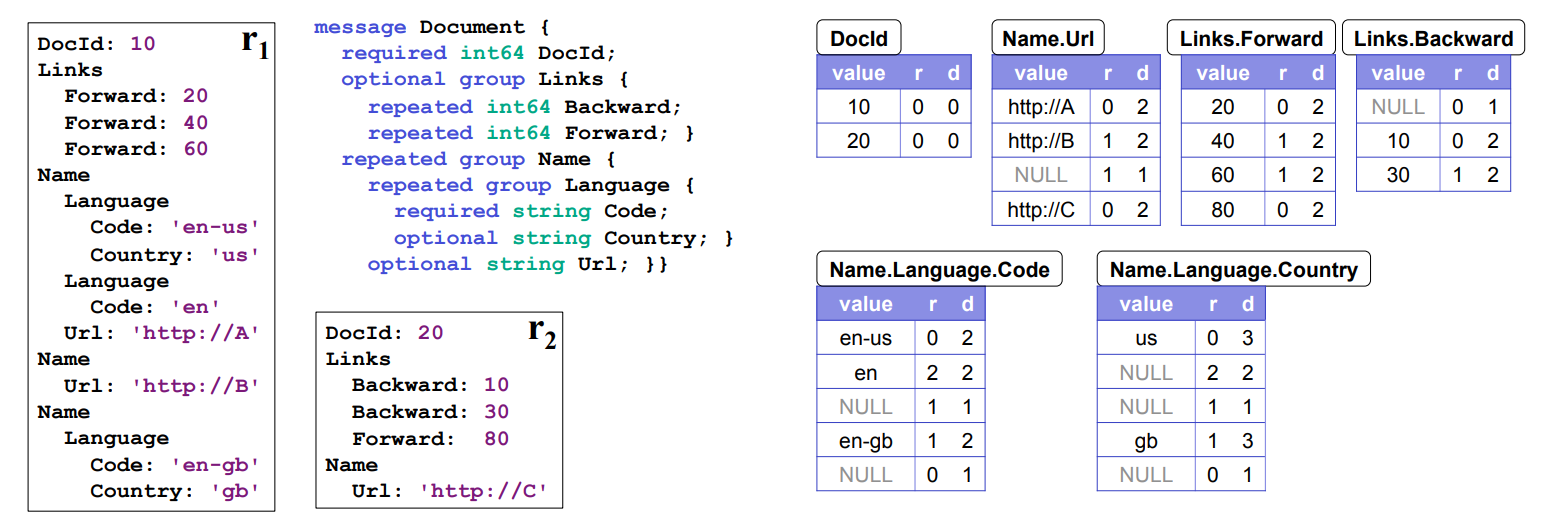 r1
DocId: 10
Links
Forward: 20
Forward: 40
Forward: 60
Name
Language
Code: 'en-us'
Country: 'us'
Language
Code: 'en'
Url: 'http://A'
Name
Url: 'http://B'
Name
Language
Code: 'en-gb'
Country: 'gb'
message Document {
required int64 DocId;
optional group Links {
repeated int64 Backward;
repeated int64 Forward; }
repeated group Name {
repeated group Language {
required string Code;
optional string Country; }
optional string Url; }}
r2
DocId: 20
Links
Backward: 10
Backward: 30
Forward: 80
Name
Url: 'http://C'
DocId
value r d
10 0 0
20 0 0
Name.Url
value r d
http://A 0 2
http://B 1 2
NULL 1 1
http://C 0 2
Links.Forward
value r d
20 0 2
40 1 2
60 1 2
80 0 2
Links.Backward
value r d
NULL 0 1
10 0 2
30 1 2
Name.Language.Code
value r d
en-us 0 2
en 2 2
NULL 1 1
en-gb 1 2
NULL 0 1
Name.Language.Country
value r d
us 0 3
NULL 2 2
NULL 1 1
gb 1 3
NULL 0 1